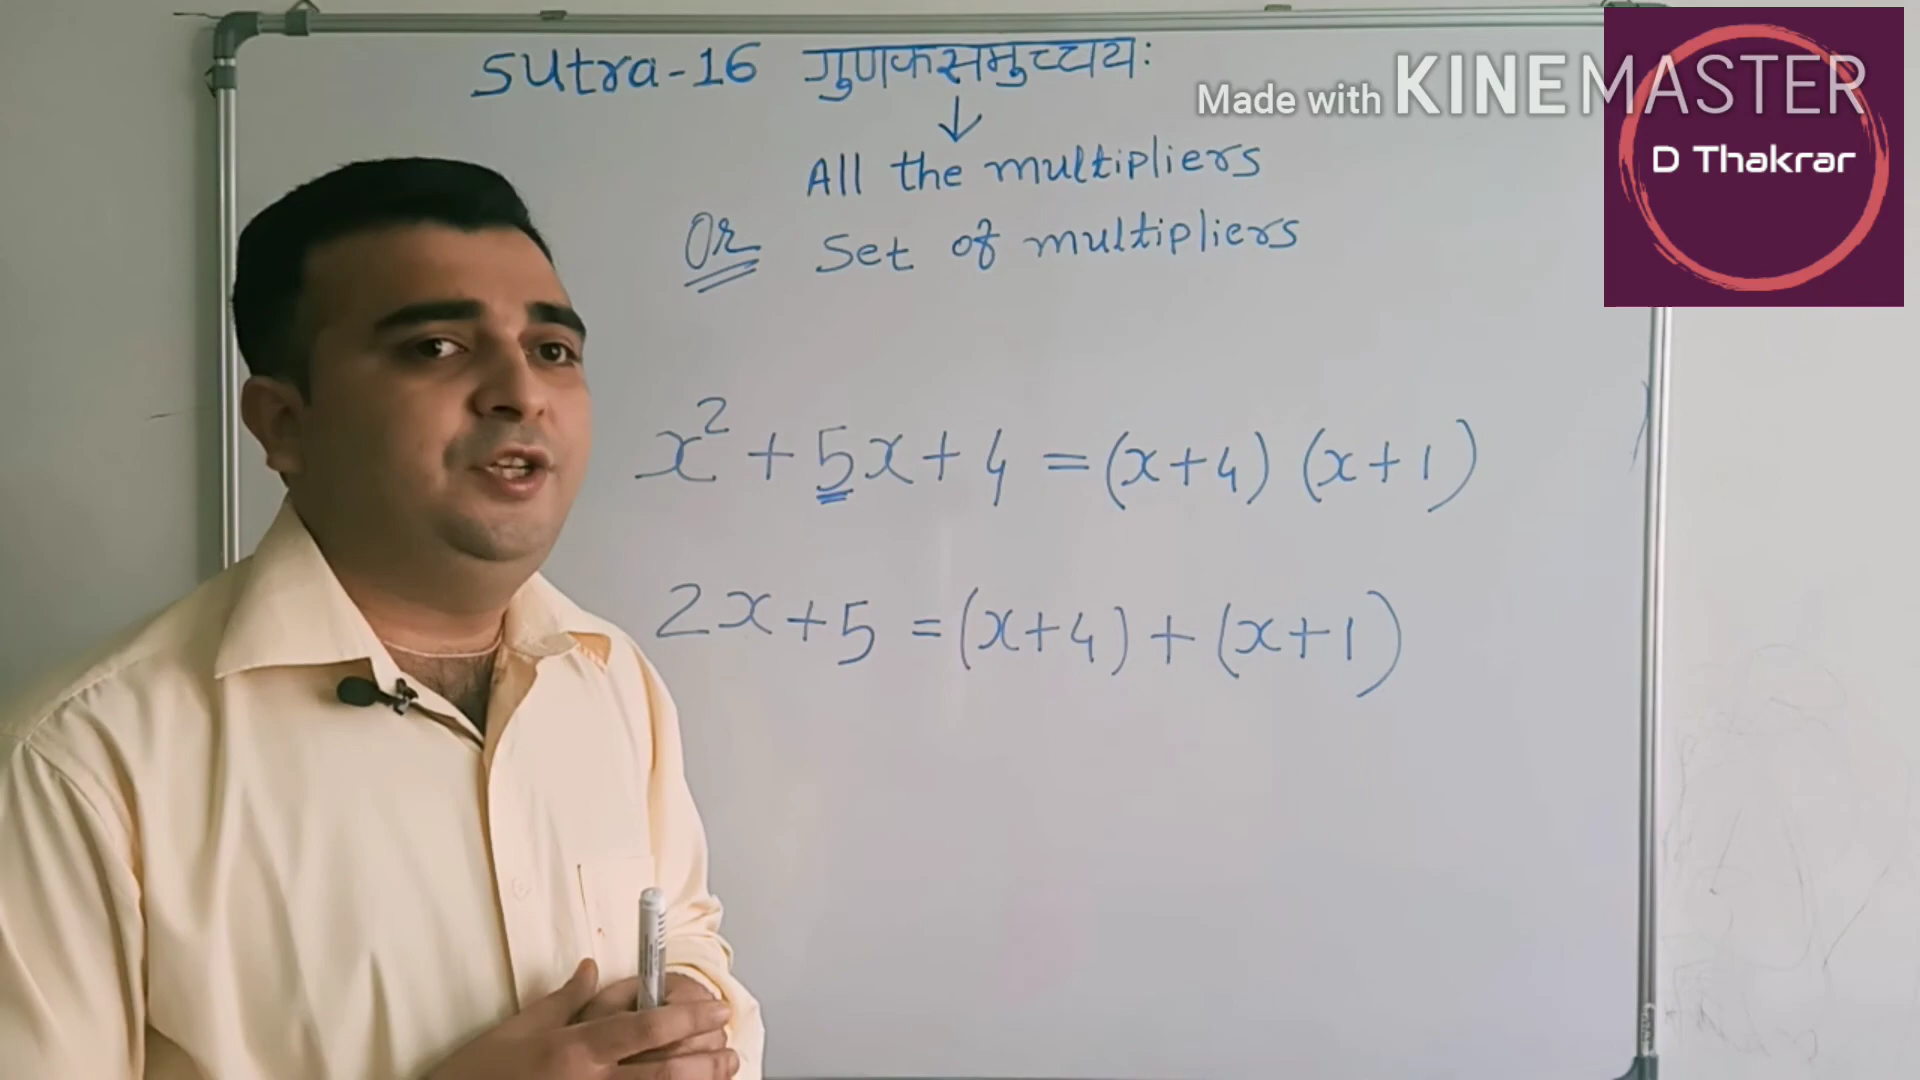 Sutra-16 गुणकसमुच्चयः
↓
All the multipliers
Or Set of multipliers
x² + 5x + 4 = (x+4) (x+1)
2x + 5 = (x+4) + (x+1)
Made with KINEMASTER
D Thakrar